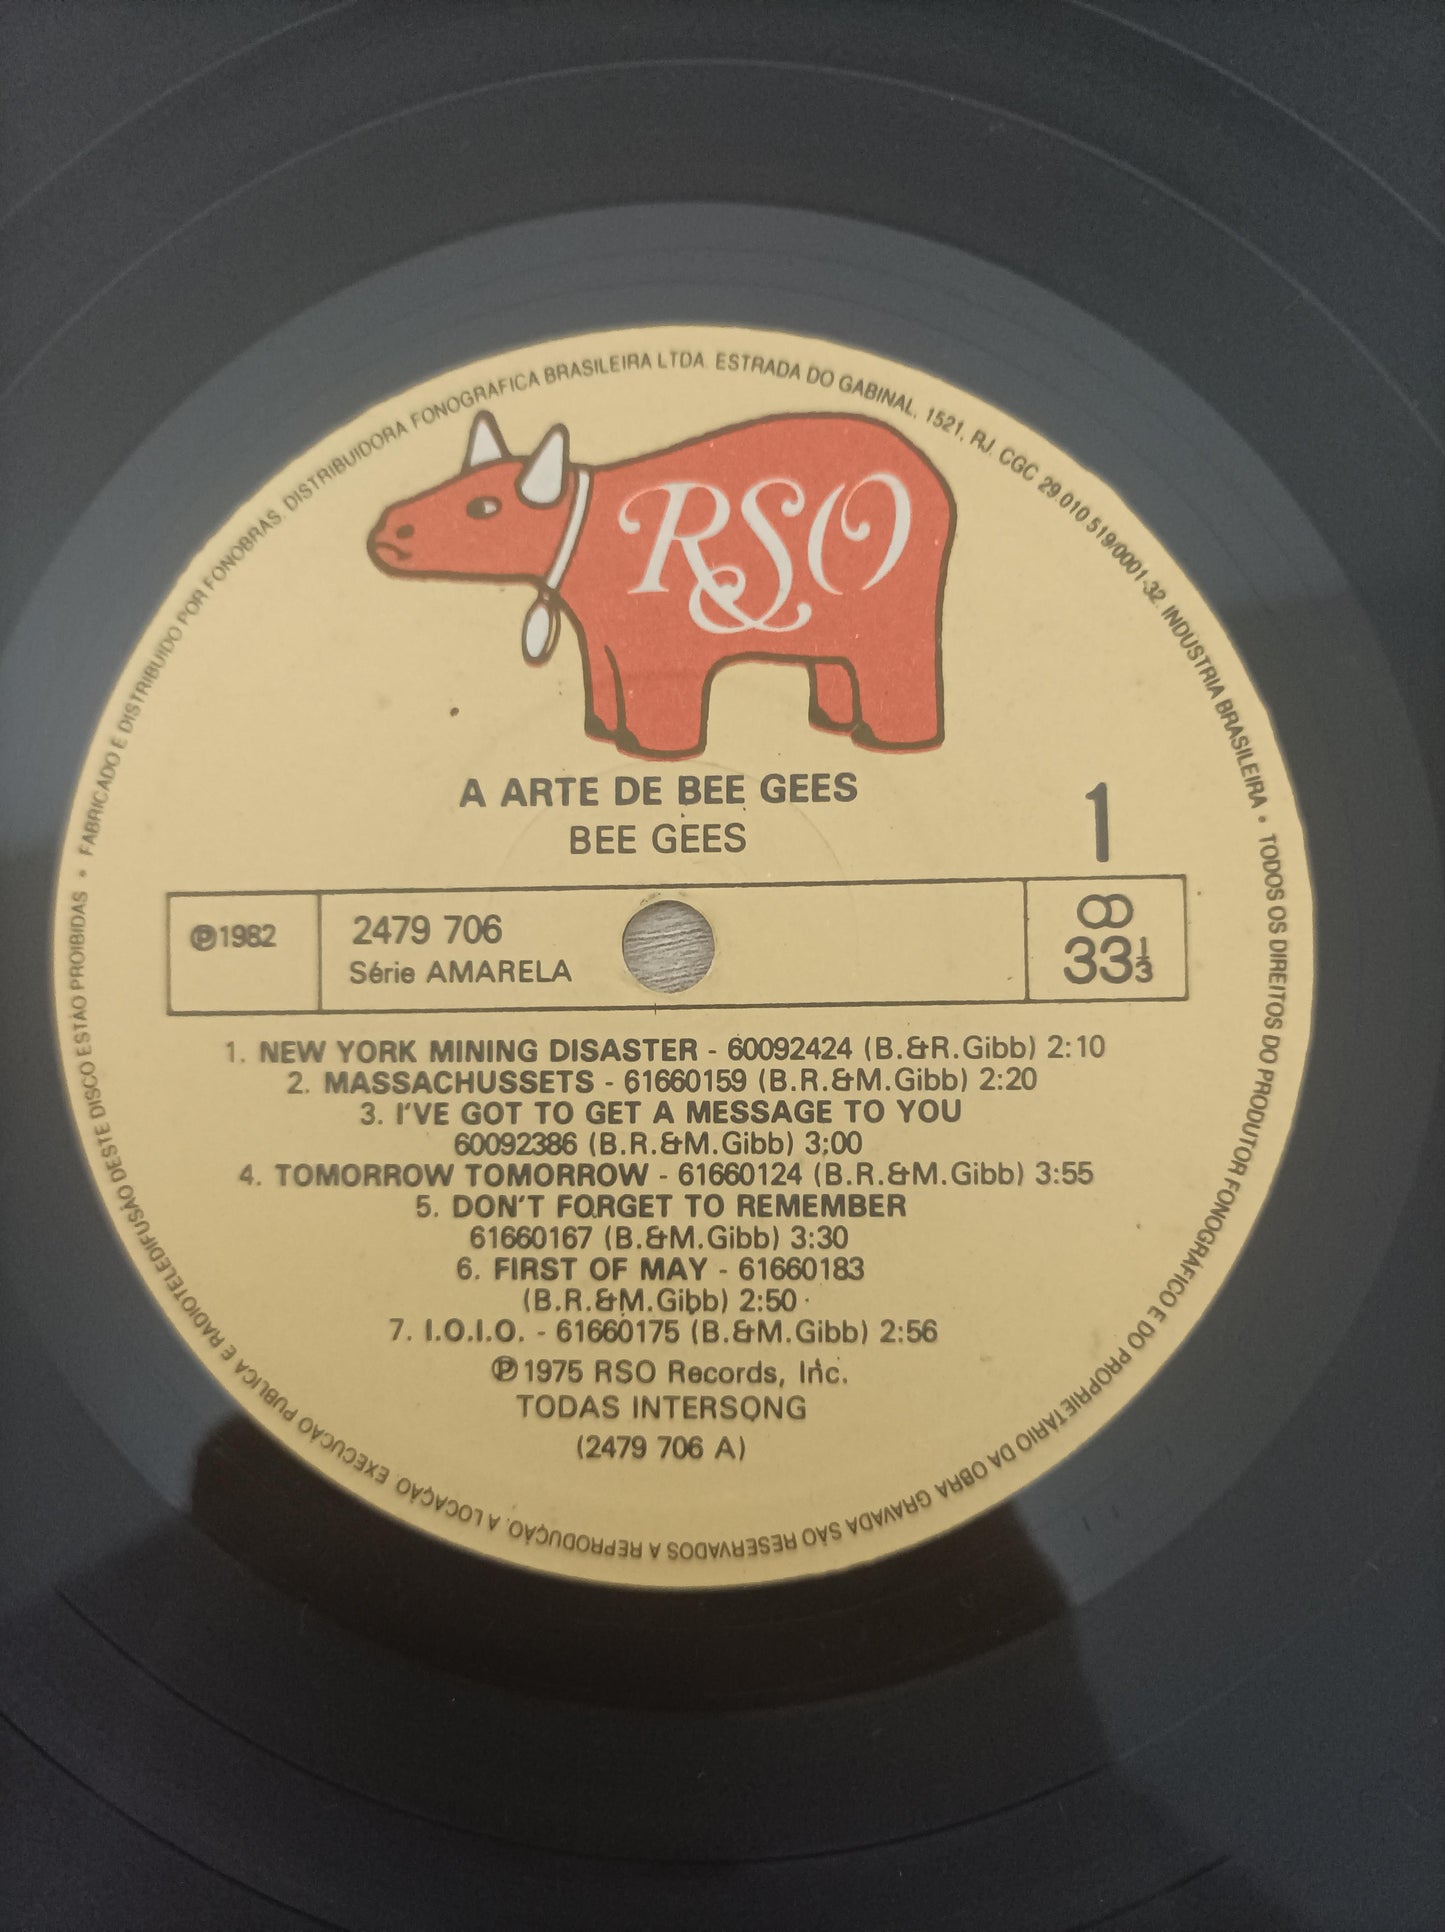 FABRICADO E DISTRIBUIDO POR FONOBRAS. DISTRIBUIDORA FONOGRAFICA BRASILEIRA LTDA. ESTRADA DO GABINAL, 1521, RJ. CGC 29.010 519/0001-32. INDUSTRIA BRASILEIRA •
TODOS OS DIREITOS DO PRODUTOR FONOGRÁFICO E DO PROPRIETARIO DA OBRA GRAVADA SÃO RESERVADOS A REPRODUÇÃO. A LOCAÇÃO. EXECUÇÃO PUBLICA E RADIOTELEDIFUSÃO DESTE DISCO ESTÃO PROIBIDAS •
RSO
A ARTE DE BEE GEES
BEE GEES
1
℗1982
2479 706
Série AMARELA
33⅓
1. NEW YORK MINING DISASTER - 60092424 (B.&R.Gibb) 2:10
2. MASSACHUSSETS - 61660159 (B.R.&M.Gibb) 2:20
3. I'VE GOT TO GET A MESSAGE TO YOU
60092386 (B.R.&M.Gibb) 3:00
4. TOMORROW TOMORROW - 61660124 (B.R.&M.Gibb) 3:55
5. DON'T FORGET TO REMEMBER
61660167 (B.&M.Gibb) 3:30
6. FIRST OF MAY - 61660183
(B.R.&M.Gibb) 2:50
7. I.O.I.O. - 61660175 (B.&M.Gibb) 2:56
℗1975 RSO Records, Inc.
TODAS INTERSONG
(2479 706 A)